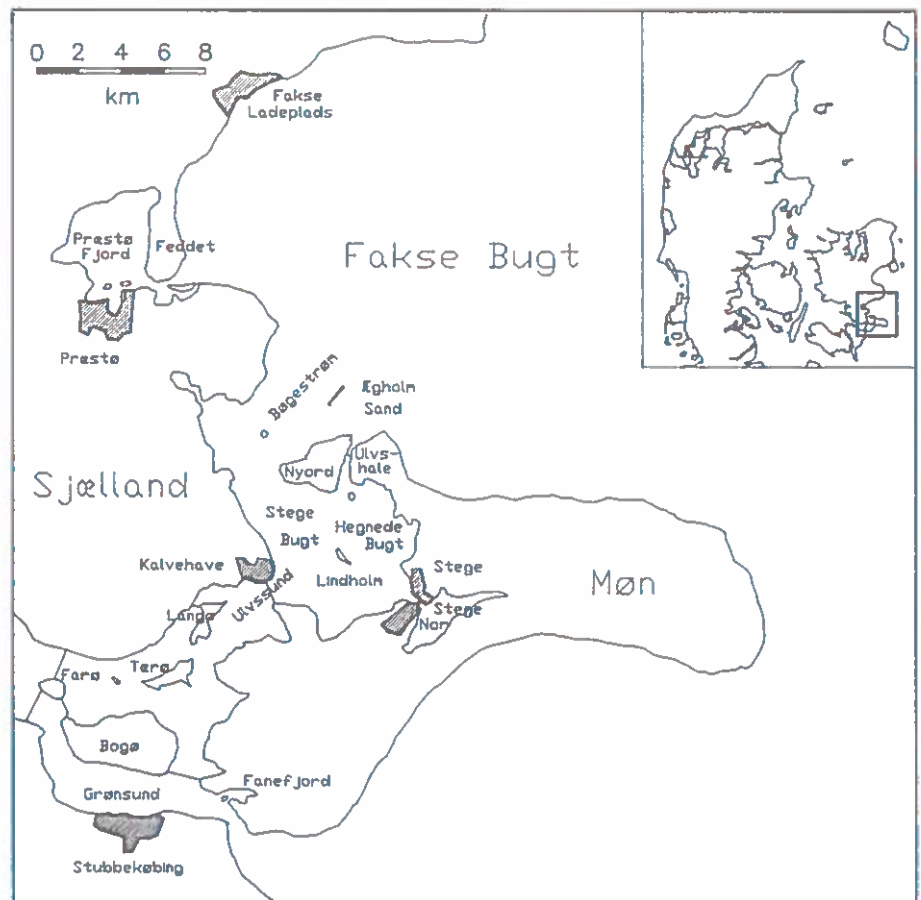 0 2 4 6 8
km
Fakse
Ladeplads
Præstø
Fjord
Feddet
Fakse Bugt
Præstø
Bøgestrøm
Ægholm
Sand
Ulvs-
hale
Nyord
Sjælland
Stege
Bugt
Hegnede
Bugt
Kalvehave
Lindholm
Stege
Møn
Ulvssund
Langø
Stege
Nor
Farø
Tærø
Bogø
Fanefjord
Grønsund
Stubbekøbing